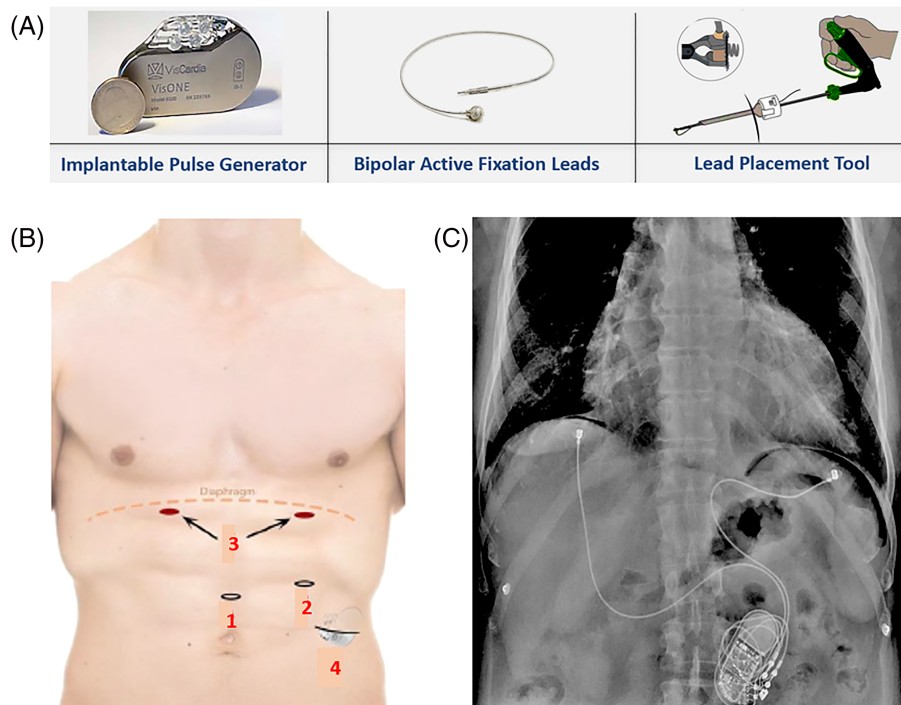 (A)
VisCardia
VisONE
Implantable Pulse Generator
Bipolar Active Fixation Leads
Lead Placement Tool
(B)
(C)
Diaphragm
3
1
2
4